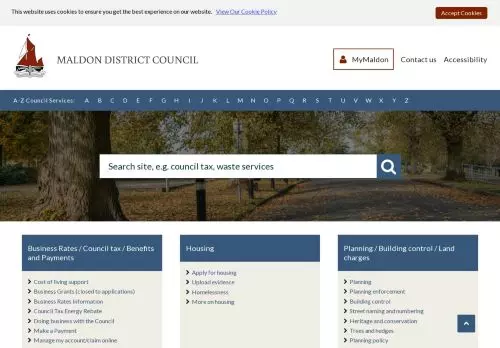 This website uses cookies to ensure you get the best experience on our website. View Our Cookie Policy
Accept Cookies
MALDON DISTRICT COUNCIL
MyMaldon
Contact us
Accessibility
A-Z Council Services: A B C D E F G H I J K L M N O P Q R S T U V W X Y Z
Search site, e.g. council tax, waste services
Business Rates / Council tax / Benefits
and Payments
Cost of living support
Business Grants (closed to applications)
Business Rates Information
Council Tax Energy Rebate
Doing business with the Council
Make a Payment
Manage my account/claim online
Housing
Apply for housing
Upload evidence
Homelessness
More on housing
Planning / Building control / Land
charges
Planning
Planning enforcement
Building control
Street naming and numbering
Heritage and conservation
Trees and hedges
Planning policy